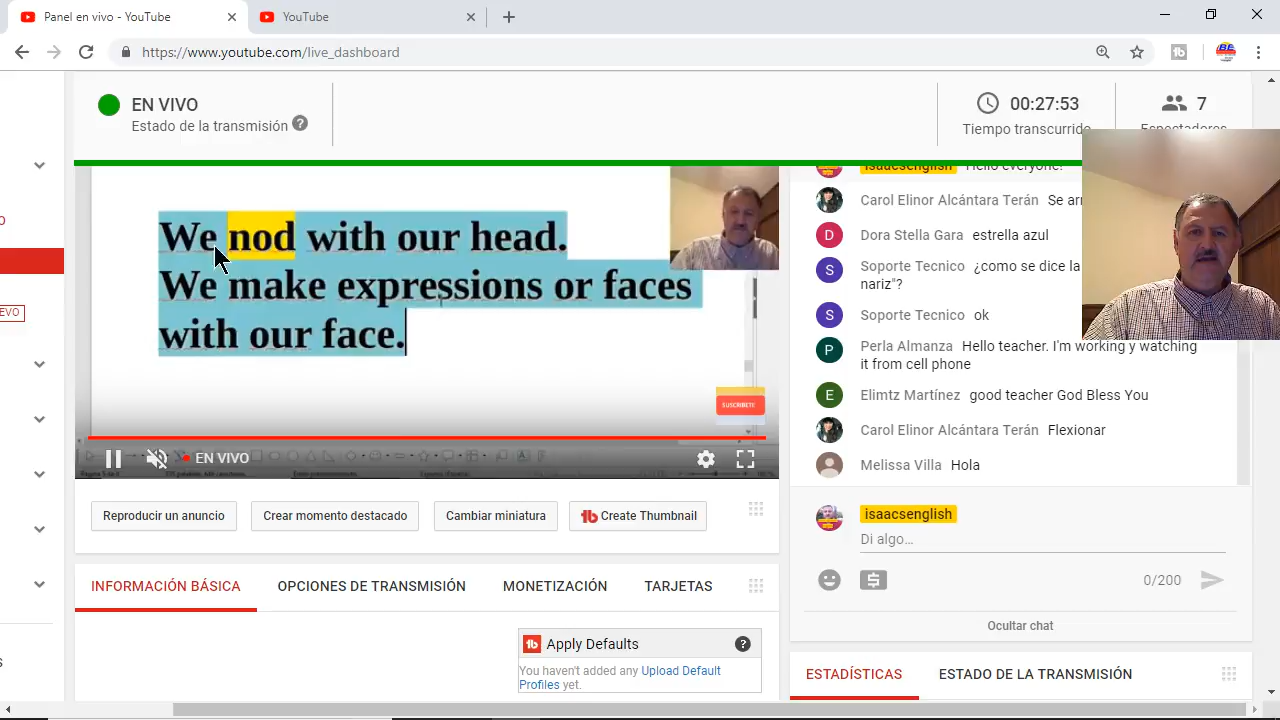 Panel en vivo - YouTube
YouTube
https://www.youtube.com/live_dashboard
EN VIVO
Estado de la transmisión
00:27:53
Tiempo transcurrido
7
Espectadores
We nod with our head.
We make expressions or faces
with our face.
SUSCRIBETE
EN VIVO
isaacsenglish Hello everyone!
Carol Elinor Alcántara Terán Se
Dora Stella Gara estrella azul
Soporte Tecnico ¿como se dice la
nariz"?
Soporte Tecnico ok
Perla Almanza Hello teacher. I'm working y watching
it from cell phone
Elimtz Martínez good teacher God Bless You
Carol Elinor Alcántara Terán Flexionar
Melissa Villa Hola
isaacsenglish
Di algo...
0/200
Ocultar chat
Reproducir un anuncio
Crear momento destacado
Cambiar miniatura
tb Create Thumbnail
INFORMACIÓN BÁSICA
OPCIONES DE TRANSMISIÓN
MONETIZACIÓN
TARJETAS
tb Apply Defaults
You haven't added any Upload Default
Profiles yet.
ESTADÍSTICAS
ESTADO DE LA TRANSMISIÓN
EVO
O
s